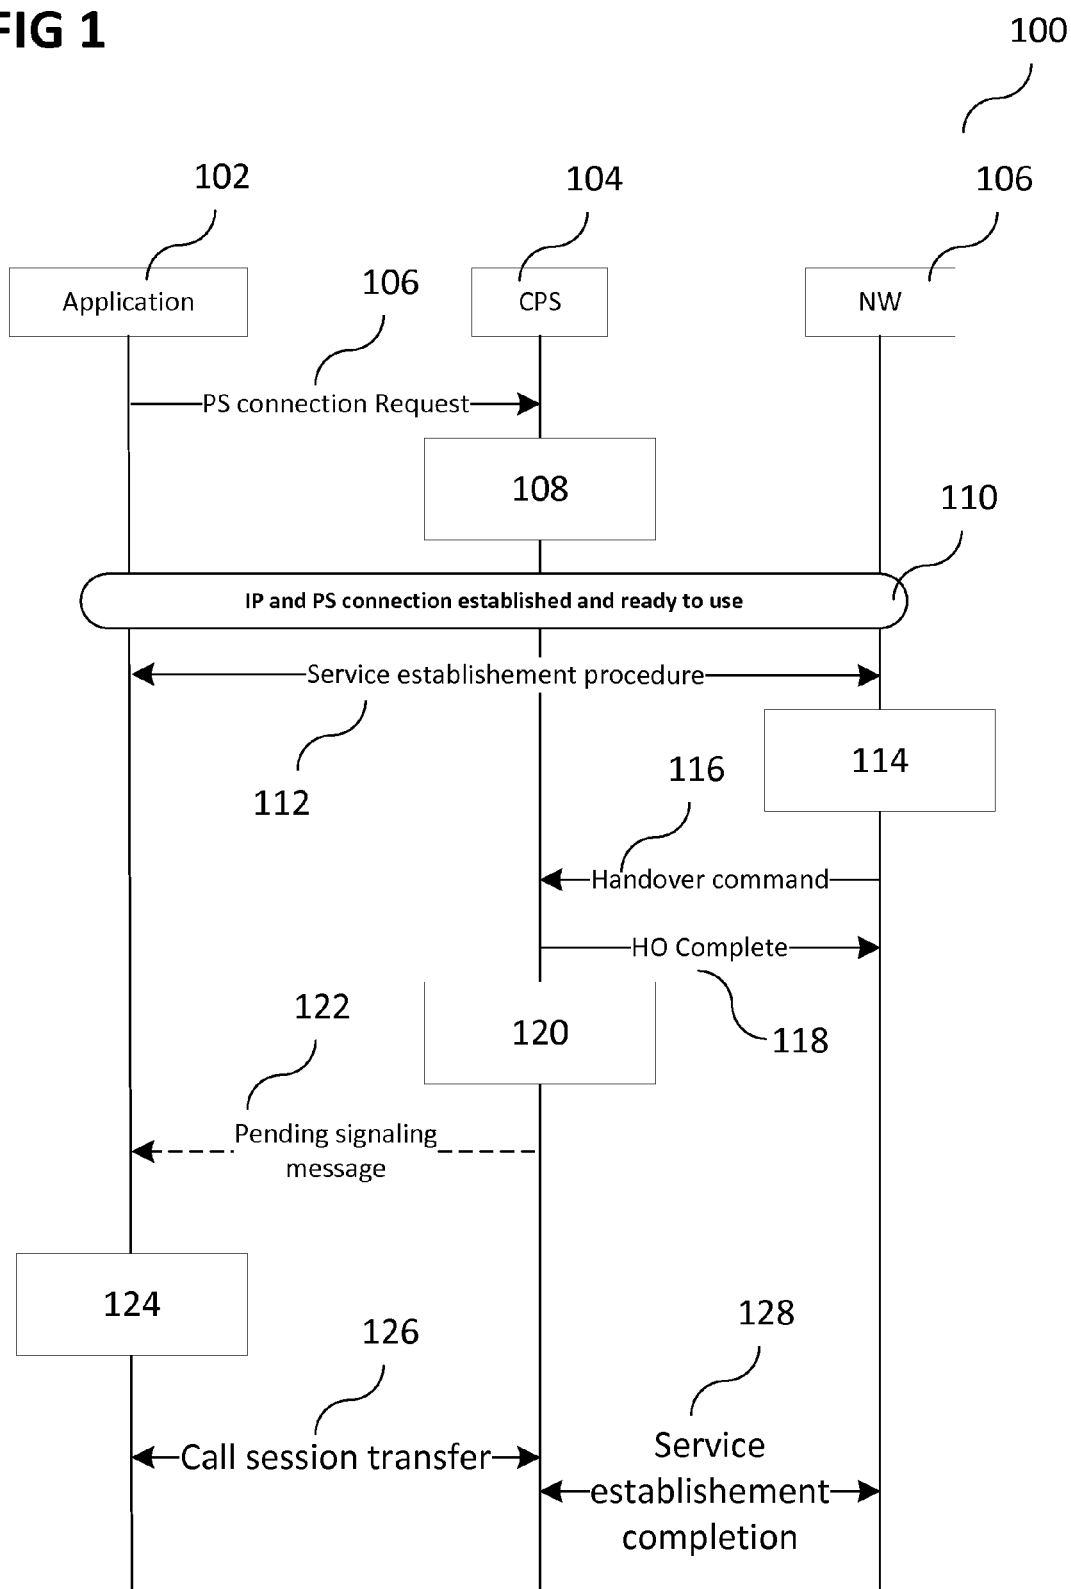 FIG 1
100
102
104
106
Application
106
CPS
NW
PS connection Request
108
110
IP and PS connection established and ready to use
Service establishement procedure
114
116
112
Handover command
HO Complete
122
120
118
Pending signaling
message
124
128
126
Call session transfer
Service
establishement
completion